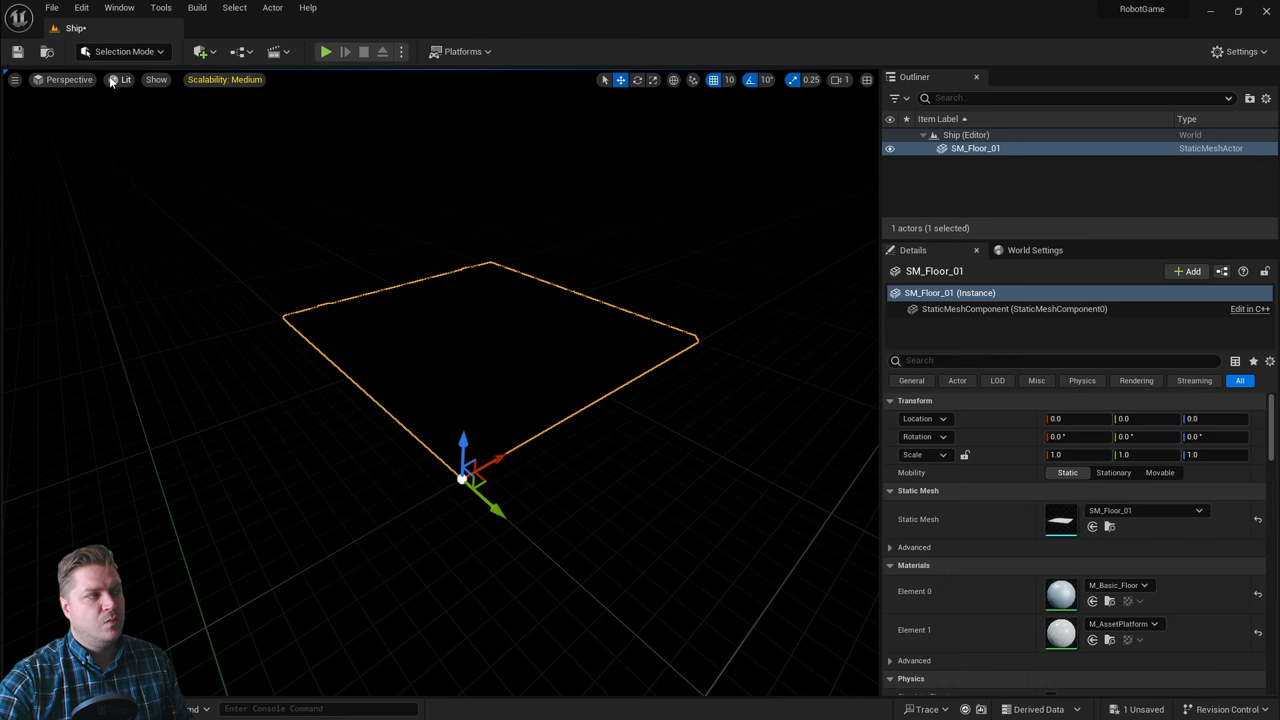 File Edit Window Tools Build Select Actor Help
RobotGame
Ship*
Selection Mode
Platforms
Settings
Perspective Lit Show Scalability: Medium
10 10° 0.25 1
Outliner
Search...
Item Label Type
Ship (Editor) World
SM_Floor_01 StaticMeshActor
1 actors (1 selected)
Details World Settings
SM_Floor_01
Add
SM_Floor_01 (Instance)
StaticMeshComponent (StaticMeshComponent0) Edit in C++
Search
General Actor LOD Misc Physics Rendering Streaming All
Transform
Location 0.0 0.0 0.0
Rotation 0.0 ° 0.0 ° 0.0 °
Scale 1.0 1.0 1.0
Mobility Static Stationary Movable
Static Mesh
Static Mesh SM_Floor_01
Advanced
Materials
Element 0 M_Basic_Floor
Element 1 M_AssetPlatform
Advanced
Physics
Enter Console Command
Trace Derived Data 1 Unsaved Revision Control